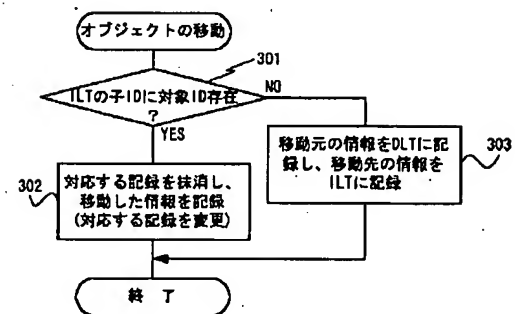 オブジェクトの移動
301
ILTの子IDに対象ID存在
?
NO
YES
302
対応する記録を抹消し、
移動した情報を記録
(対応する記録を変更)
移動元の情報をDLTに記
録し、移動先の情報を
ILTに記録
303
終 了